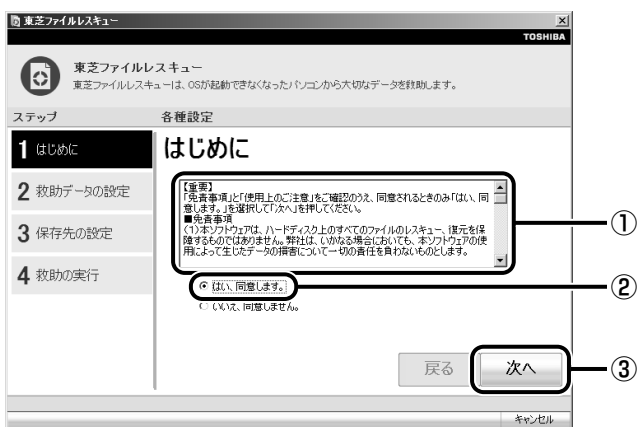 東芝ファイルレスキュー
TOSHIBA
東芝ファイルレスキュー
東芝ファイルレスキューは、OSが起動できなくなったパソコンから大切なデータを救助します。
ステップ
各種設定
1 はじめに
2 救助データの設定
3 保存先の設定
4 救助の実行
はじめに
【重要】
「免責事項」と「使用上のご注意」をご確認のうえ、同意されるときのみ「はい、同
意します。」を選択して「次へ」を押してください。
■免責事項
(1)本ソフトウェアは、ハードディスク上のすべてのファイルのレスキュー、復元を保
障するものではありません。弊社は、いかなる場合においても、本ソフトウェアの使
用によって生じたデータの損害について一切の責任を負わないものとします。
①
はい、同意します。
②
いいえ、同意しません。
戻る
次へ
③
キャンセル